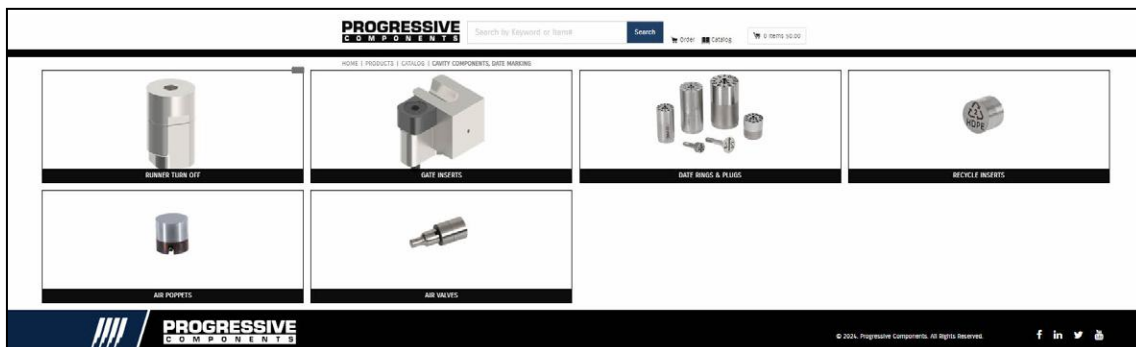 PROGRESSIVE
COMPONENTS
Search by Keyword or Item#
Search
Order
Catalog
0 Items $0.00
HOME | PRODUCTS | CATALOG | CAVITY COMPONENTS, DATE MARKING
RUNNER TURN OFF
GATE INSERTS
DATE RINGS & PLUGS
2
HDPE
RECYCLE INSERTS
AIR POPPETS
AIR VALVES
PROGRESSIVE
COMPONENTS
© 2024. Progressive Components. All Rights Reserved.